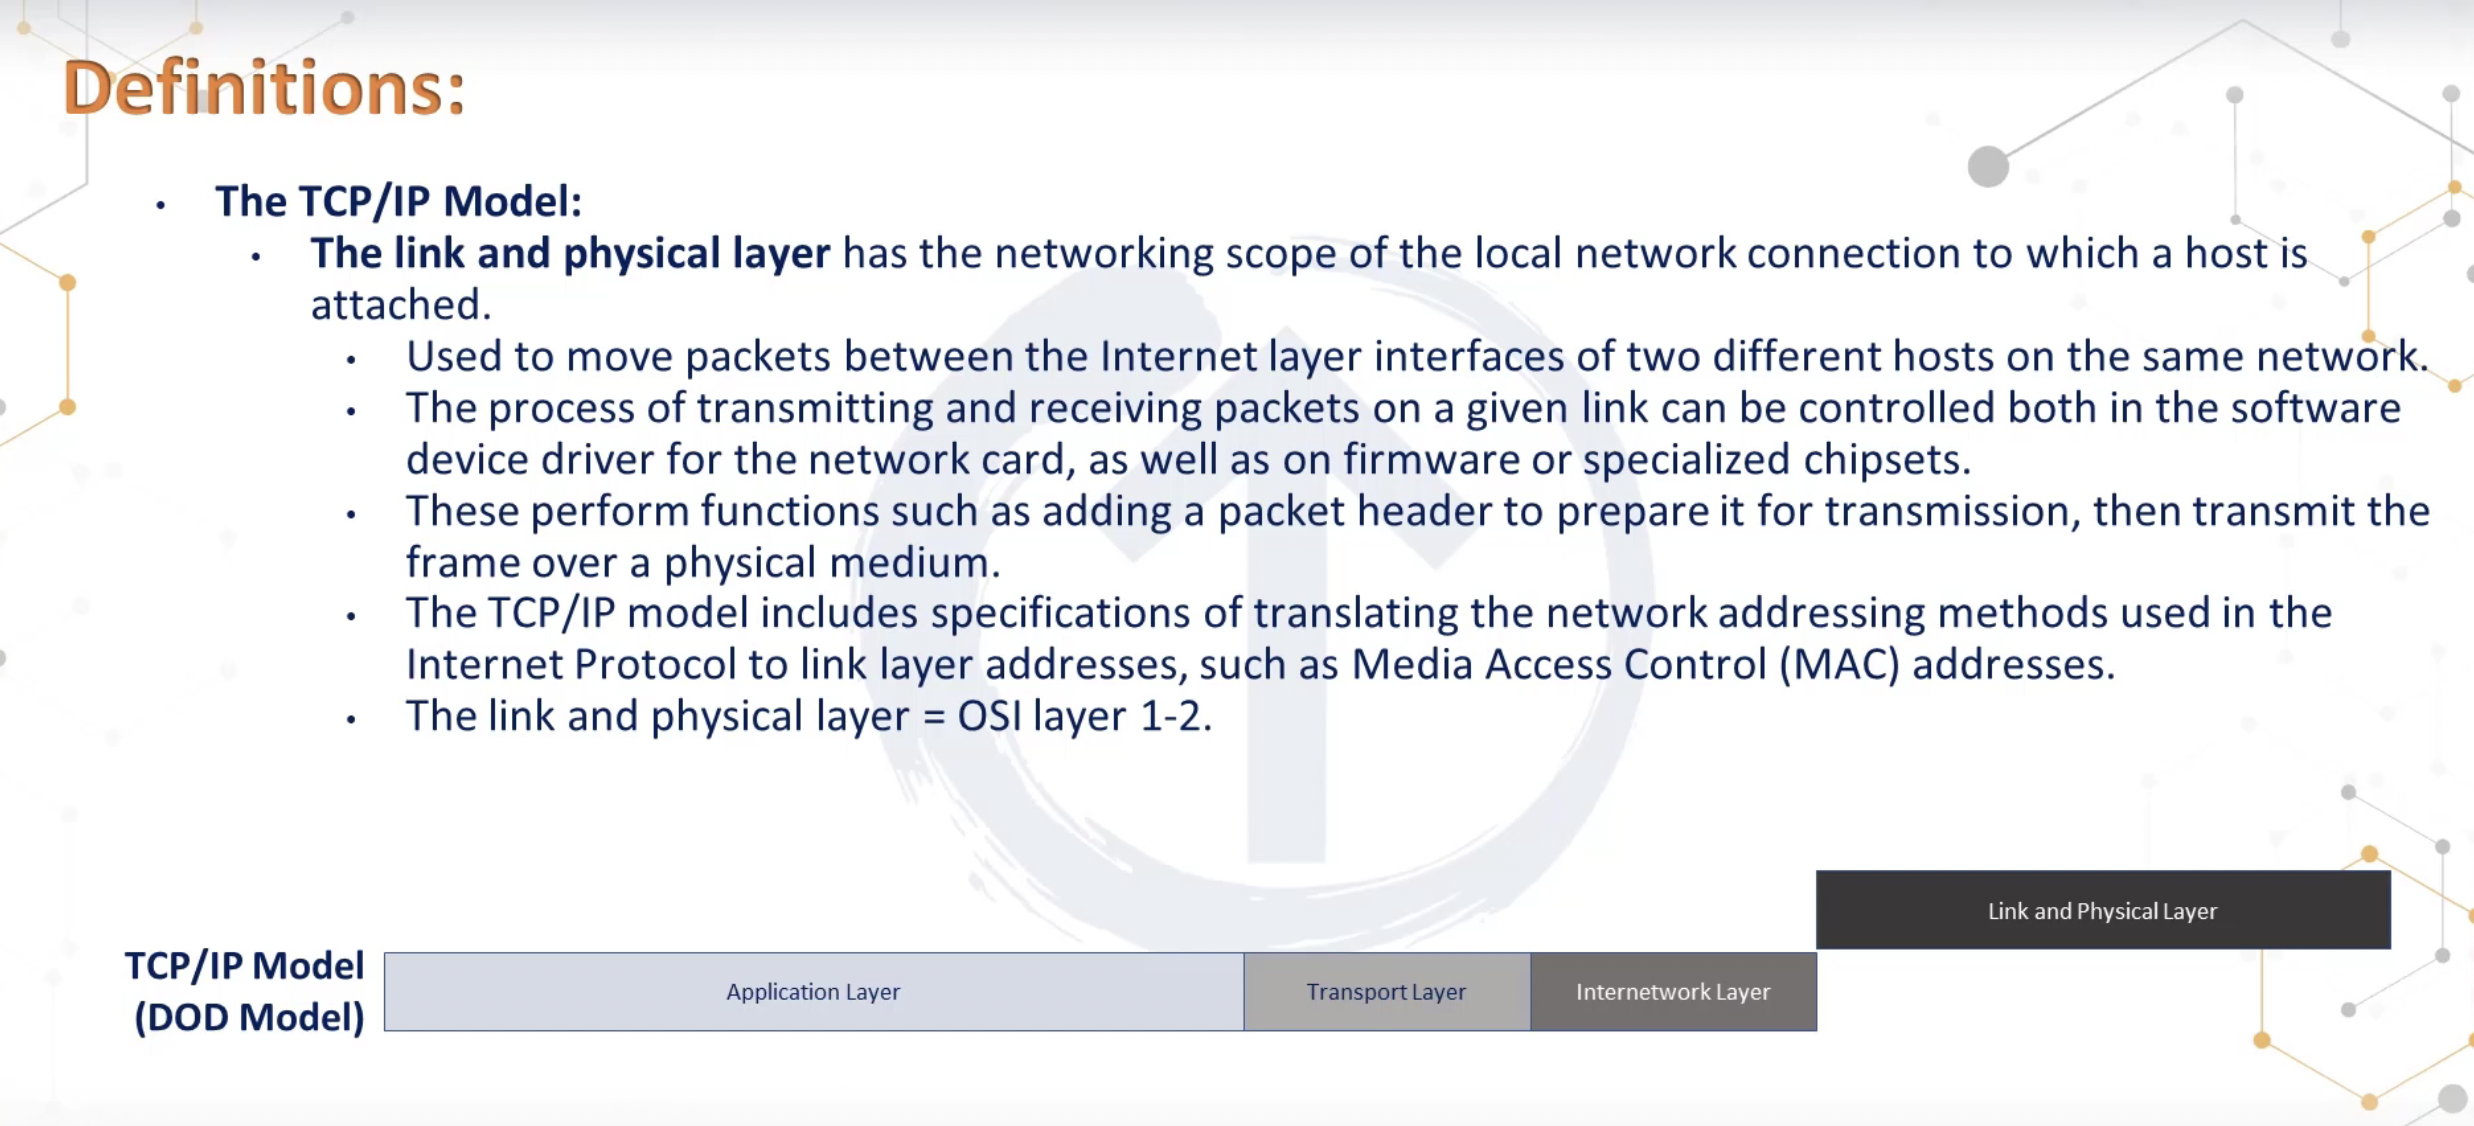 Definitions:
• The TCP/IP Model:
• The link and physical layer has the networking scope of the local network connection to which a host is
attached.
• Used to move packets between the Internet layer interfaces of two different hosts on the same network.
• The process of transmitting and receiving packets on a given link can be controlled both in the software
device driver for the network card, as well as on firmware or specialized chipsets.
• These perform functions such as adding a packet header to prepare it for transmission, then transmit the
frame over a physical medium.
• The TCP/IP model includes specifications of translating the network addressing methods used in the
Internet Protocol to link layer addresses, such as Media Access Control (MAC) addresses.
• The link and physical layer = OSI layer 1-2.
Link and Physical Layer
TCP/IP Model
(DOD Model)
Application Layer
Transport Layer
Internetwork Layer